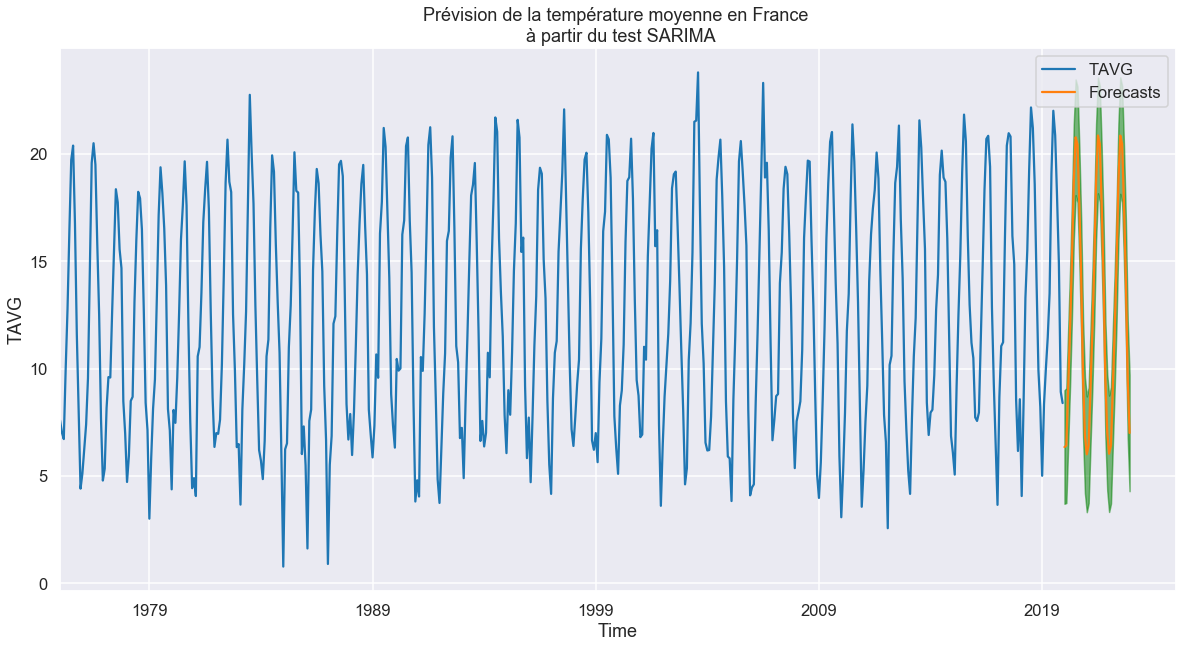 Prévision de la température moyenne en France
à partir du test SARIMA
TAVG
Forecasts
20
15
10
5
0
TAVG
1979
1989
1999
2009
2019
Time